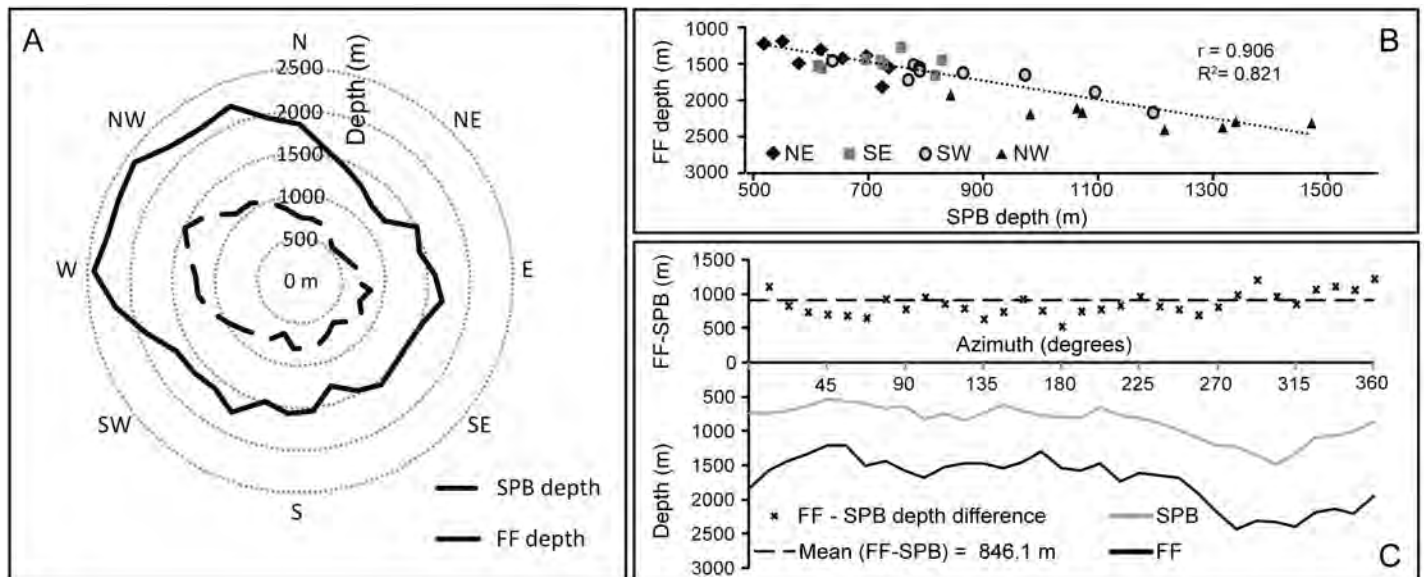 A
N
2500
2000
1500
1000
500
0 m
Depth (m)
NW
NE
W
E
SW
SE
S
SPB depth
FF depth
B
FF depth (m)
1000
1500
2000
2500
3000
r = 0.906
R²= 0.821
NE SE SW NW
500 700 900 1100 1300 1500
SPB depth (m)
C
FF-SPB (m)
1500
1000
500
0
Azimuth (degrees)
45 90 135 180 225 270 315 360
Depth (m)
500
1000
1500
2000
2500
3000
FF - SPB depth difference SPB
Mean (FF-SPB) = 846.1 m FF